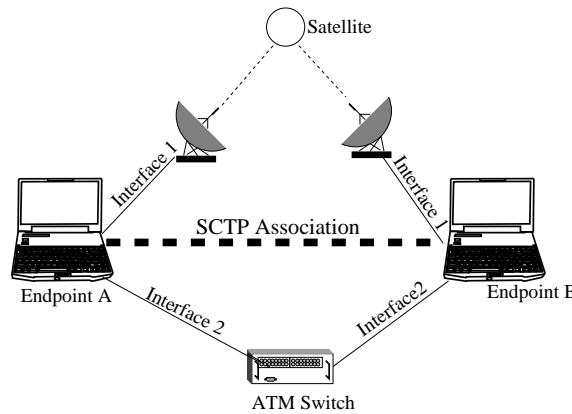 Satellite
Interface 1
Interface 1
SCTP Association
Endpoint A
Endpoint B
Interface 2
Interface2
ATM Switch